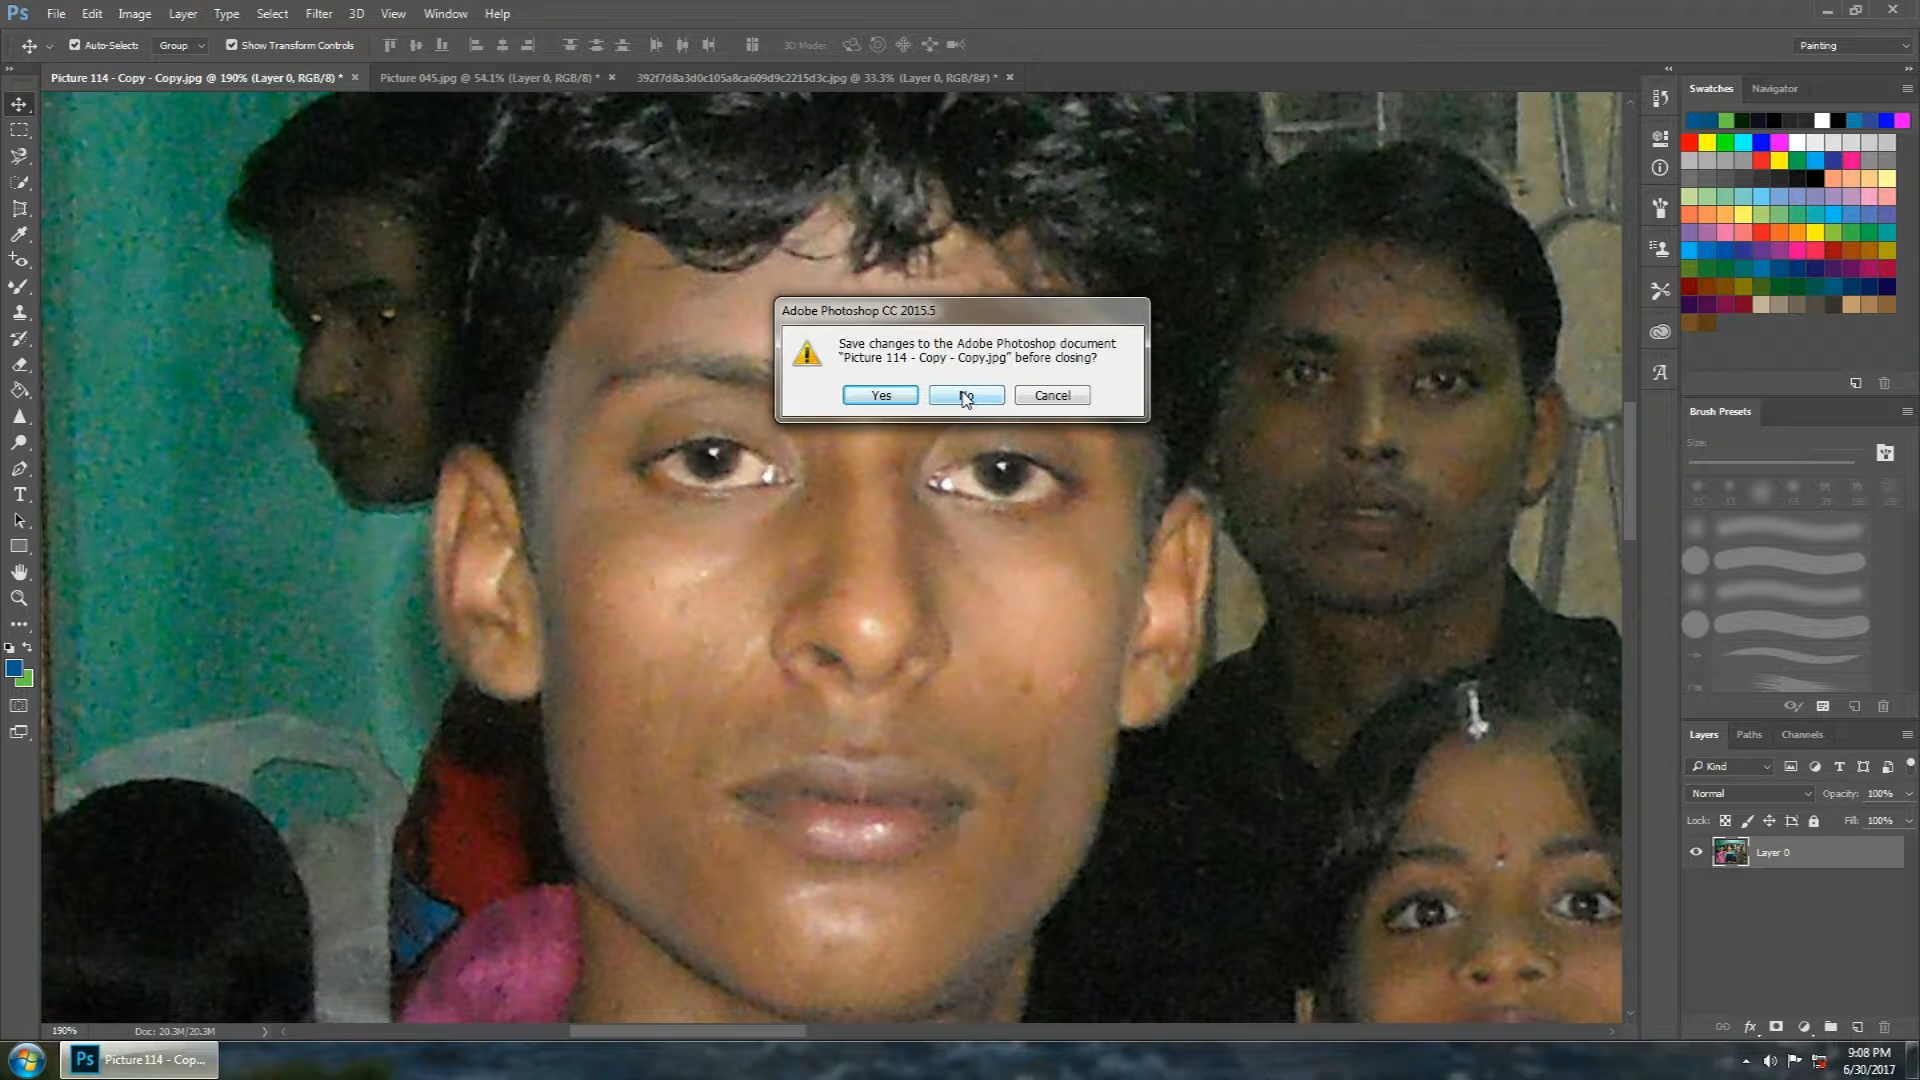 Ps File Edit Image Layer Type Select Filter 3D View Window Help
Auto-Select: Group Show Transform Controls 3D Mode: Painting
Picture 114 - Copy - Copy.jpg @ 190% (Layer 0, RGB/8) * Picture 045.jpg @ 54.1% (Layer 0, RGB/8) * 392f7d8a3d0c105a8ca609d9c2215d3c.jpg @ 33.3% (Layer 0, RGB/8#) *
Swatches Navigator
Adobe Photoshop CC 2015.5
Save changes to the Adobe Photoshop document
"Picture 114 - Copy - Copy.jpg" before closing?
Yes Cancel
Brush Presets
Size:
Layers Paths Channels
Kind
Normal Opacity: 100%
Lock: Fill: 100%
Layer 0
190% Doc: 20.3M/20.3M
Ps Picture 114 - Cop...
9:08 PM
6/30/2017